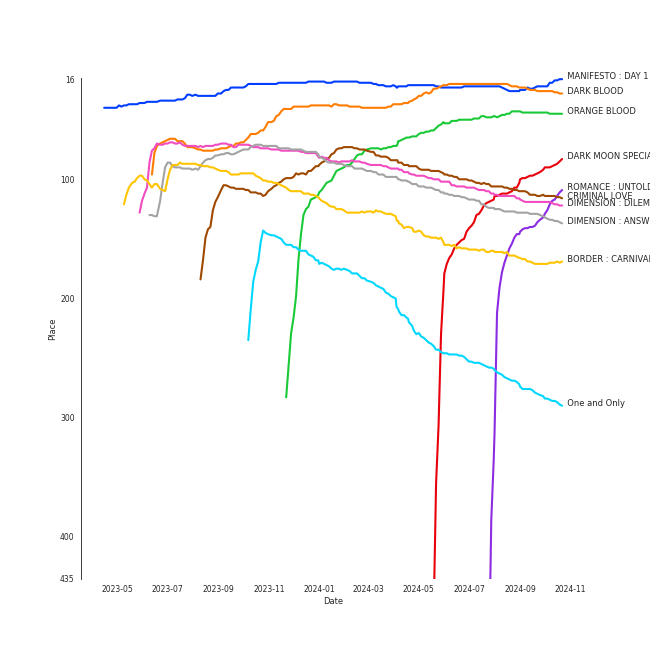 16
100
200
300
400
435
Place
2023-05
2023-07
2023-09
2023-11
2024-01
2024-03
2024-05
2024-07
2024-09
2024-11
Date
MANIFESTO : DAY 1
DARK BLOOD
ORANGE BLOOD
DARK MOON SPECIA
ROMANCE : UNTOLD
CRIMINAL LOVE
DIMENSION : DILEM
DIMENSION : ANSW
BORDER : CARNIVAL
One and Only